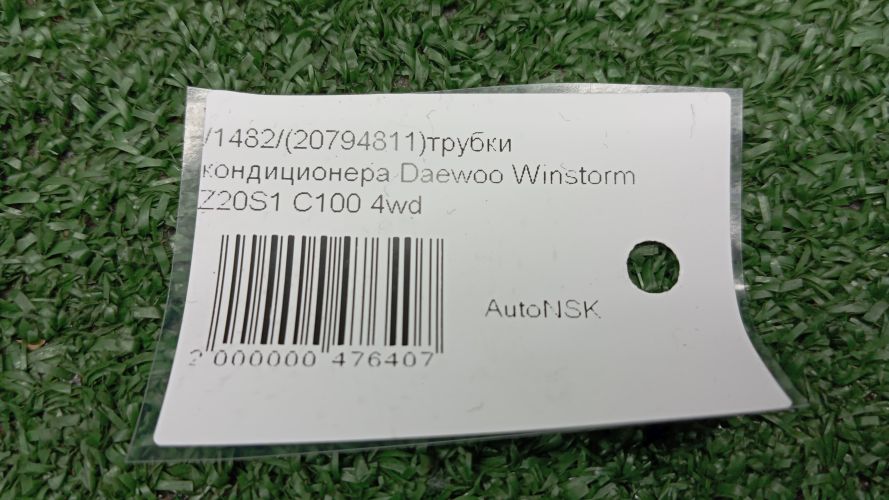 /1482/(20794811)трубки
кондиционера Daewoo Winstorm
Z20S1 C100 4wd
AutoNSK
2 000000 476407